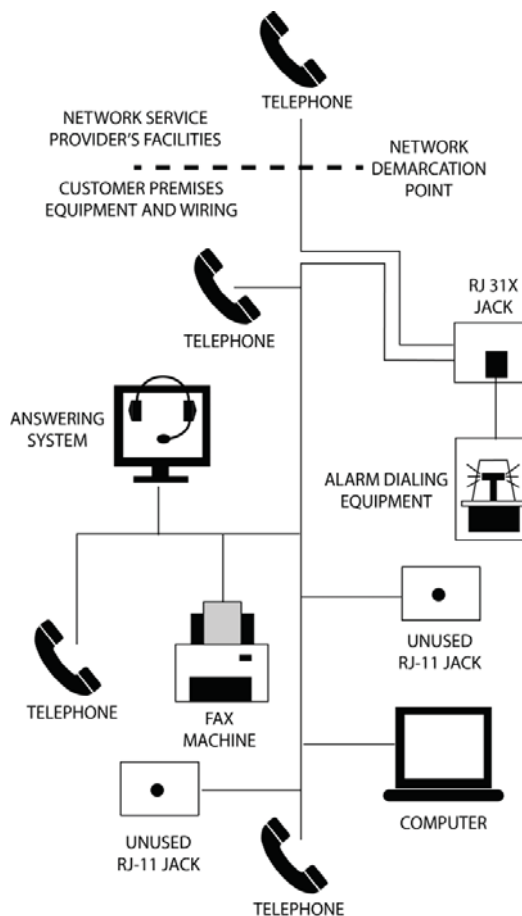 TELEPHONE
NETWORK SERVICE
PROVIDER'S FACILITIES
NETWORK
DEMARCATION
POINT
CUSTOMER PREMISES
EQUIPMENT AND WIRING
TELEPHONE
RJ 31X
JACK
ANSWERING
SYSTEM
ALARM DIALING
EQUIPMENT
UNUSED
RJ-11 JACK
TELEPHONE
FAX
MACHINE
COMPUTER
UNUSED
RJ-11 JACK
TELEPHONE